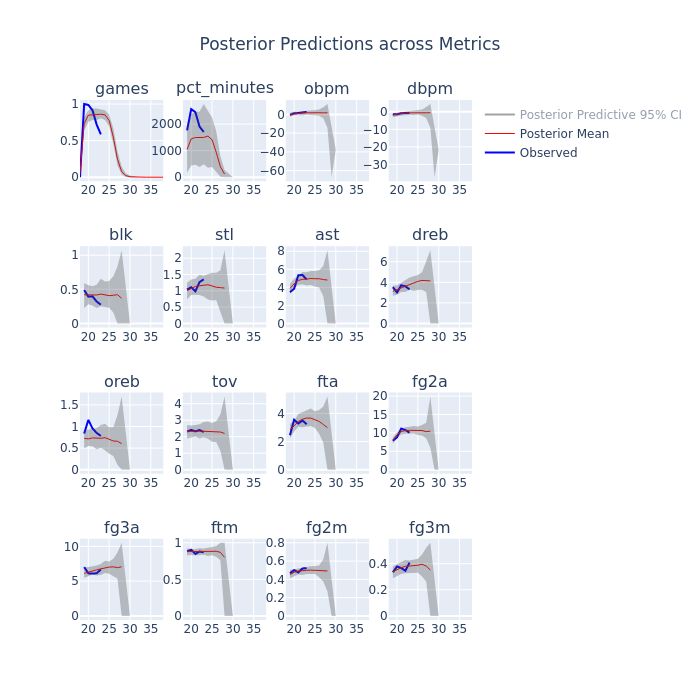 Posterior Predictions across Metrics
games pct_minutes obpm dbpm
1
0.5
0
20 25 30 35
2000
1000
0
20 25 30 35
0
−20
−40
−60
20 25 30 35
0
−10
−20
−30
20 25 30 35
Posterior Predictive 95% CI
Posterior Mean
Observed
blk stl ast dreb
1
0.5
0
20 25 30 35
2
1.5
1
0.5
0
20 25 30 35
8
6
4
2
0
20 25 30 35
6
4
2
0
20 25 30 35
oreb tov fta fg2a
1.5
1
0.5
0
20 25 30 35
4
3
2
1
0
20 25 30 35
4
2
0
20 25 30 35
20
15
10
5
0
20 25 30 35
fg3a ftm fg2m fg3m
10
5
0
20 25 30 35
1
0.5
0
20 25 30 35
0.8
0.6
0.4
0.2
0
20 25 30 35
0.4
0.2
0
20 25 30 35